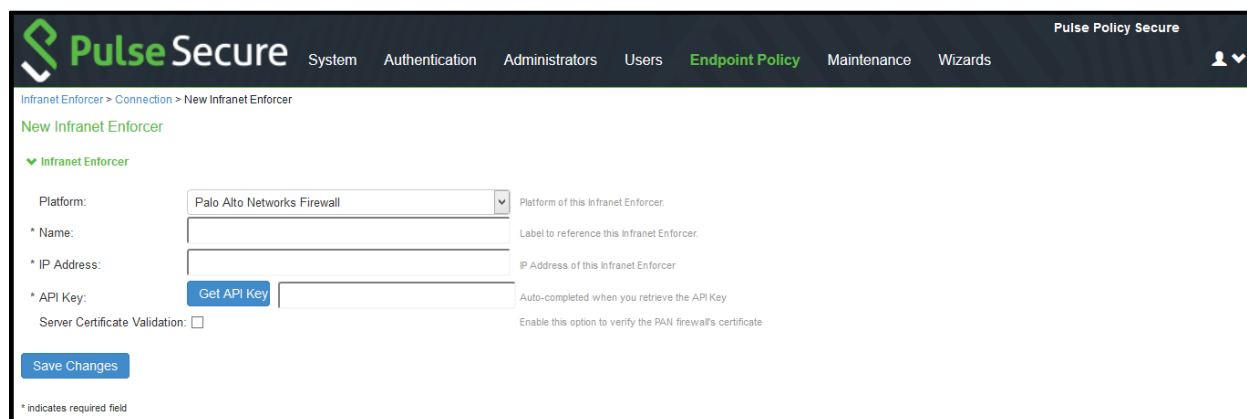 Pulse Policy Secure
Pulse Secure System Authentication Administrators Users Endpoint Policy Maintenance Wizards
Infranet Enforcer > Connection > New Infranet Enforcer
New Infranet Enforcer
Infranet Enforcer
Platform: Palo Alto Networks Firewall Platform of this Infranet Enforcer.
* Name: Label to reference this Infranet Enforcer.
* IP Address: IP Address of this Infranet Enforcer
* API Key: Get API Key Auto-completed when you retrieve the API Key
Server Certificate Validation: Enable this option to verify the PAN firewall's certificate
Save Changes
* indicates required field